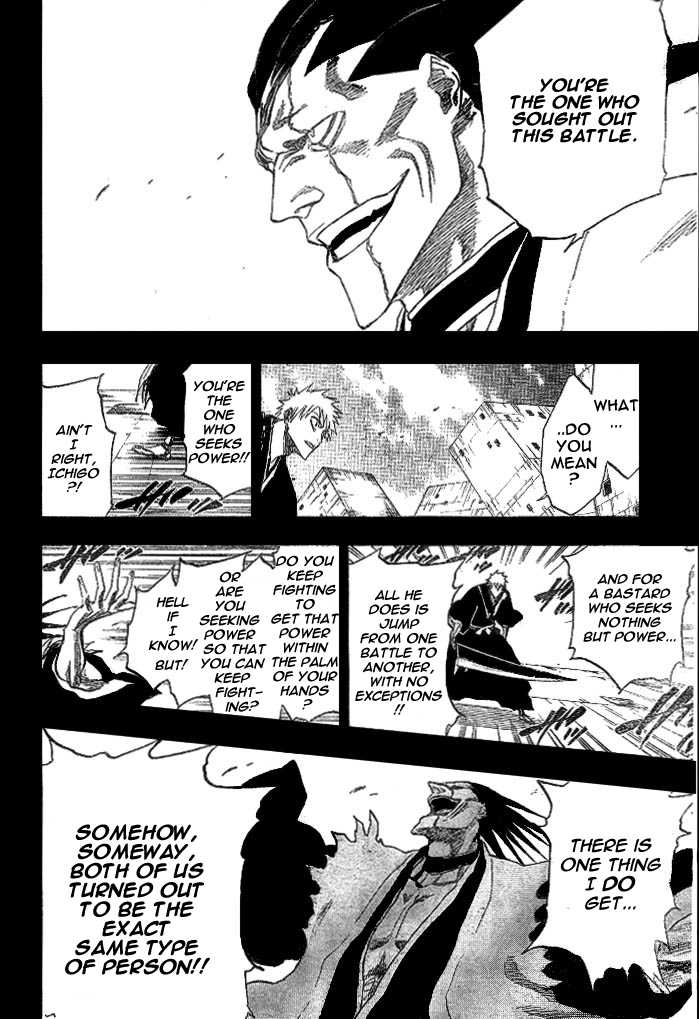 YOU'RE
THE ONE WHO
SOUGHT OUT
THIS BATTLE.
WHAT
...
..DO
YOU
MEAN
?
YOU'RE
THE
ONE
WHO
SEEKS
POWER!!
AIN'T
I
RIGHT,
ICHIGO
?!
AND FOR
A BASTARD
WHO SEEKS
NOTHING
BUT POWER...
ALL HE
DOES IS
JUMP
FROM ONE
BATTLE TO
ANOTHER,
WITH NO
EXCEPTIONS
!!
DO YOU
KEEP
FIGHTING
TO
GET THAT
POWER
WITHIN
THE PALM
OF YOUR
HANDS
?
OR
ARE
YOU
SEEKING
POWER
SO THAT
YOU CAN
KEEP
FIGHT-
ING?
HELL
IF I
KNOW!
BUT!
THERE IS
ONE THING
I DO
GET...
SOMEHOW,
SOMEWAY,
BOTH OF US
TURNED OUT
TO BE THE
EXACT
SAME TYPE
OF PERSON!!